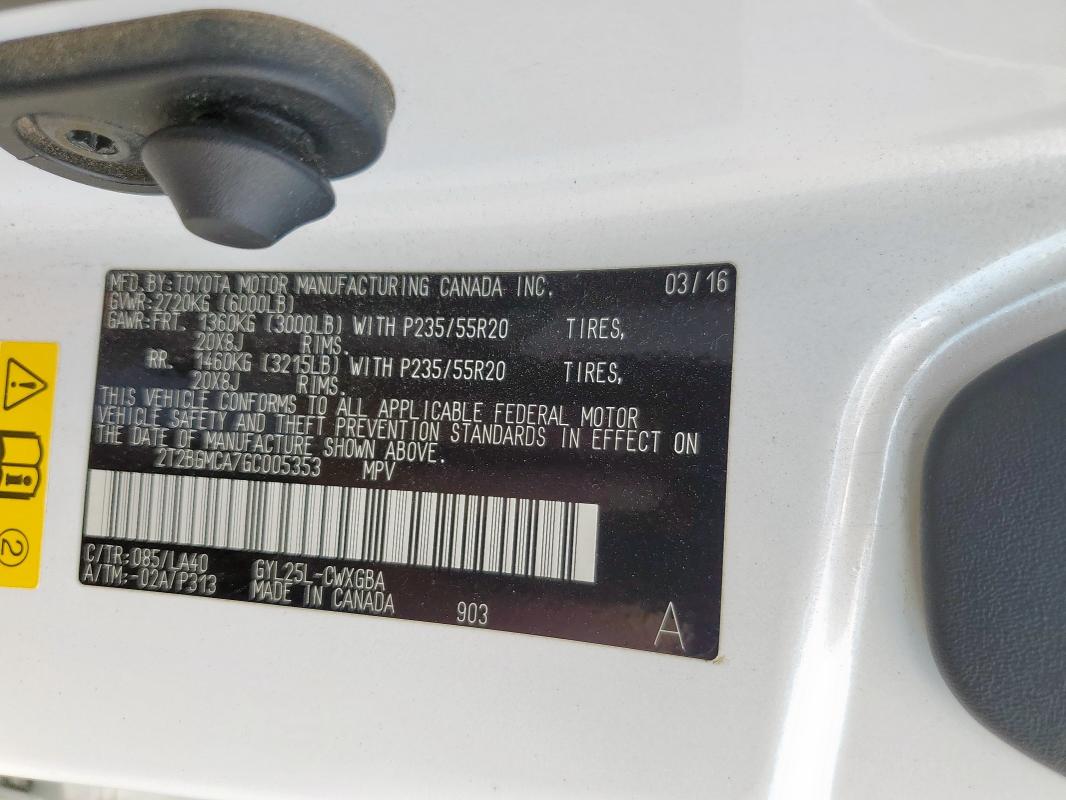 MFD.BY:TOYOTA MOTOR MANUFACTURING CANADA INC. 03/16
GVWR:2720KG (6000LB)
GAWR:FRT. 1360KG (3000LB) WITH P235/55R20 TIRES,
20X8J RIMS.
RR. 1460KG (3215LB) WITH P235/55R20 TIRES,
20X8J RIMS.
THIS VEHICLE CONFORMS TO ALL APPLICABLE FEDERAL MOTOR
VEHICLE SAFETY AND THEFT PREVENTION STANDARDS IN EFFECT ON
THE DATE OF MANUFACTURE SHOWN ABOVE.
2T2BGMCA7GC005353 MPV
C/TR:085/LA40 GYL25L-CWXGBA
A/TM:-02A/P313 MADE IN CANADA 903 A
2